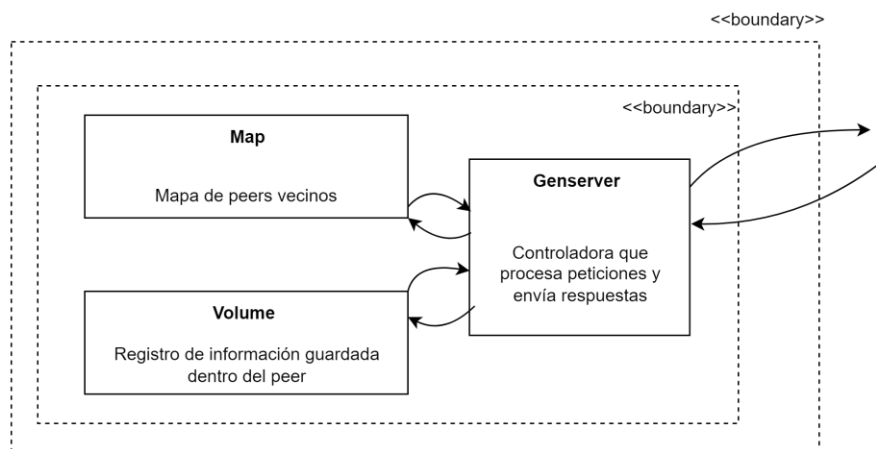 <<boundary>>
<<boundary>>
Map
Mapa de peers vecinos
Genserver
Controladora que
procesa peticiones y
envía respuestas
Volume
Registro de información guardada
dentro del peer